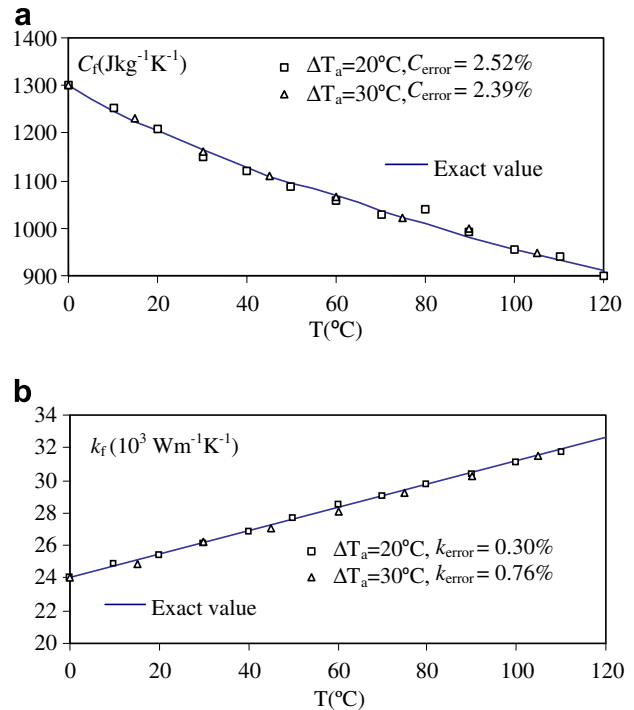 a
1400
C_f(Jkg⁻¹K⁻¹)
□ ΔT_a=20°C, C_error = 2.52%
△ ΔT_a=30°C, C_error = 2.39%
1300
1200
1100
Exact value
1000
900
0 20 40 60 80 100 120
T(°C)
b
34
k_f (10³ Wm⁻¹K⁻¹)
32
30
28
□ ΔT_a=20°C, k_error = 0.30%
26
△ ΔT_a=30°C, k_error = 0.76%
24
Exact value
22
20
0 20 40 60 80 100 120
T(°C)